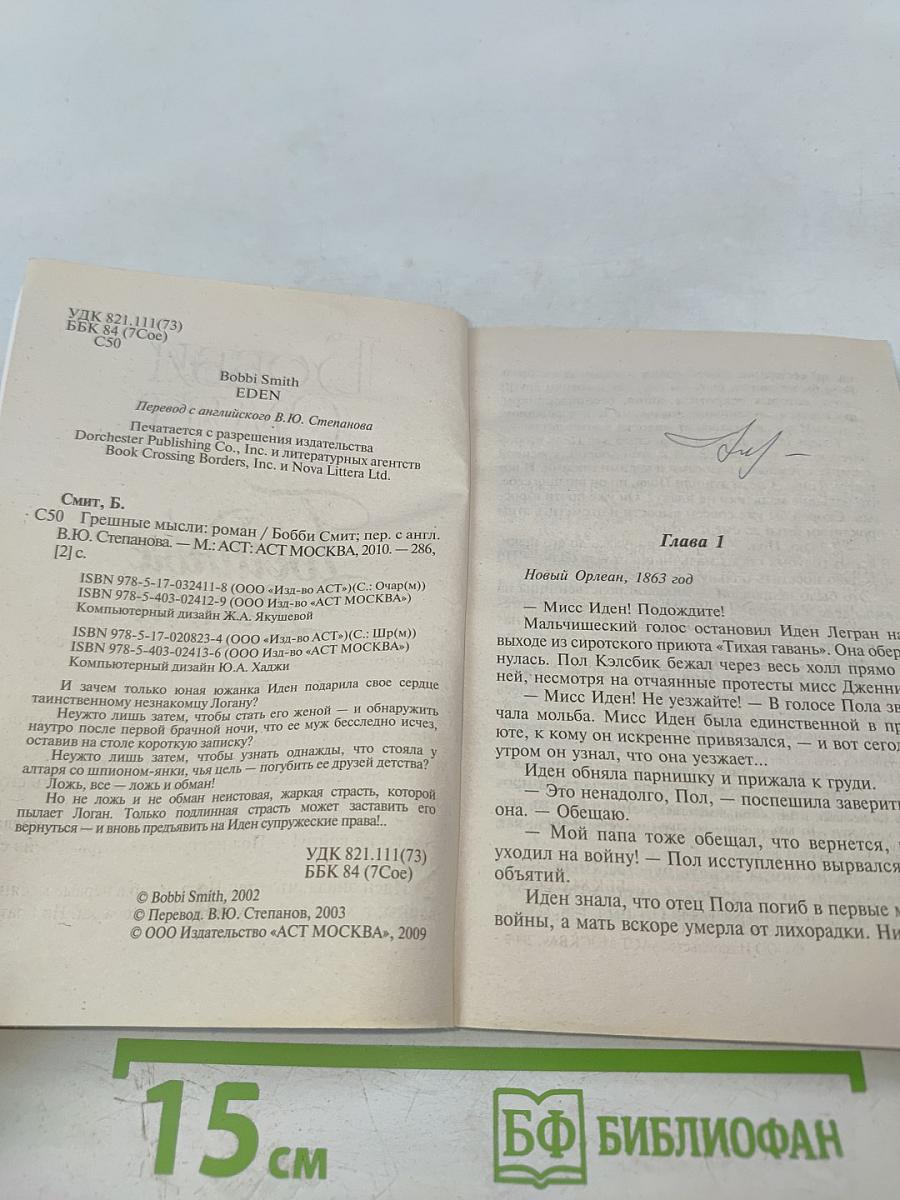 УДК 821.111(73)
ББК 84 (7Сое)
С50
Bobbi Smith
EDEN
Перевод с английского В.Ю. Степанова
Печатается с разрешения издательства
Dorchester Publishing Co., Inc. и литературных агентств
Book Crossing Borders, Inc. и Nova Littera Ltd.
Смит, Б.
С50 Грешные мысли: роман / Бобби Смит; пер. с англ.
В.Ю. Степанова. — М.: АСТ: АСТ МОСКВА, 2010. — 286,
[2] с.
ISBN 978-5-17-032411-8 (ООО «Изд-во АСТ»)(С.: Очар(м))
ISBN 978-5-403-02412-9 (ООО Изд-во «АСТ МОСКВА»)
Компьютерный дизайн Ж.А. Якушевой
ISBN 978-5-17-020823-4 (ООО «Изд-во АСТ»)(С.: Шр(м))
ISBN 978-5-403-02413-6 (ООО Изд-во «АСТ МОСКВА»)
Компьютерный дизайн Ю.А. Хаджи
И зачем только юная южанка Иден подарила свое сердце
таинственному незнакомцу Логану?
Неужто лишь затем, чтобы стать его женой — и обнаружить
наутро после первой брачной ночи, что ее муж бесследно исчез,
оставив на столе короткую записку?
Неужто лишь затем, чтобы узнать однажды, что стояла у
алтаря со шпионом-янки, чья цель — погубить ее друзей детства?
Ложь, все — ложь и обман!
Но не ложь и не обман неистовая, жаркая страсть, которой
пылает Логан. Только подлинная страсть может заставить его
вернуться — и вновь предъявить на Иден супружеские права!..
УДК 821.111(73)
ББК 84 (7Сое)
© Bobbi Smith, 2002
© Перевод. В.Ю. Степанов, 2003
© ООО Издательство «АСТ МОСКВА», 2009
Глава 1
Новый Орлеан, 1863 год
— Мисс Иден! Подождите!
Мальчишеский голос остановил Иден Легран на
выходе из сиротского приюта «Тихая гавань». Она обер
нулась. Пол Кэлсбик бежал через весь холл прямо
ней, несмотря на отчаянные протесты мисс Дженни
— Мисс Иден! Не уезжайте! — В голосе Пола зв
чала мольба. Мисс Иден была единственной в пр
юте, к кому он искренне привязался, — и вот сегод
утром он узнал, что она уезжает...
Иден обняла парнишку и прижала к груди.
— Это ненадолго, Пол, — поспешила заверить
она. — Обещаю.
— Мой папа тоже обещал, что вернется,
уходил на войну! — Пол исступленно вырвался
объятий.
Иден знала, что отец Пола погиб в первые м
войны, а мать вскоре умерла от лихорадки. Ни
15 см
БФ БИБЛИОФАН